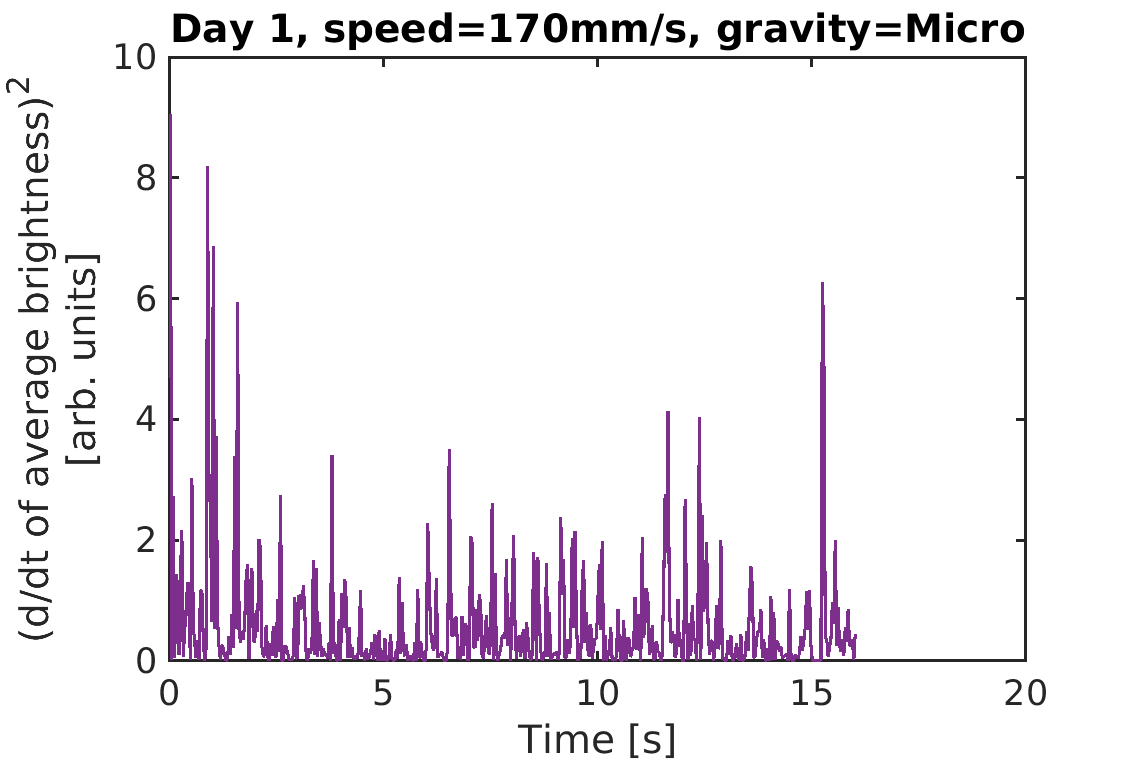 Day 1, speed=170mm/s, gravity=Micro
(d/dt of average brightness)²
[arb. units]
10
8
6
4
2
0
0 5 10 15 20
Time [s]